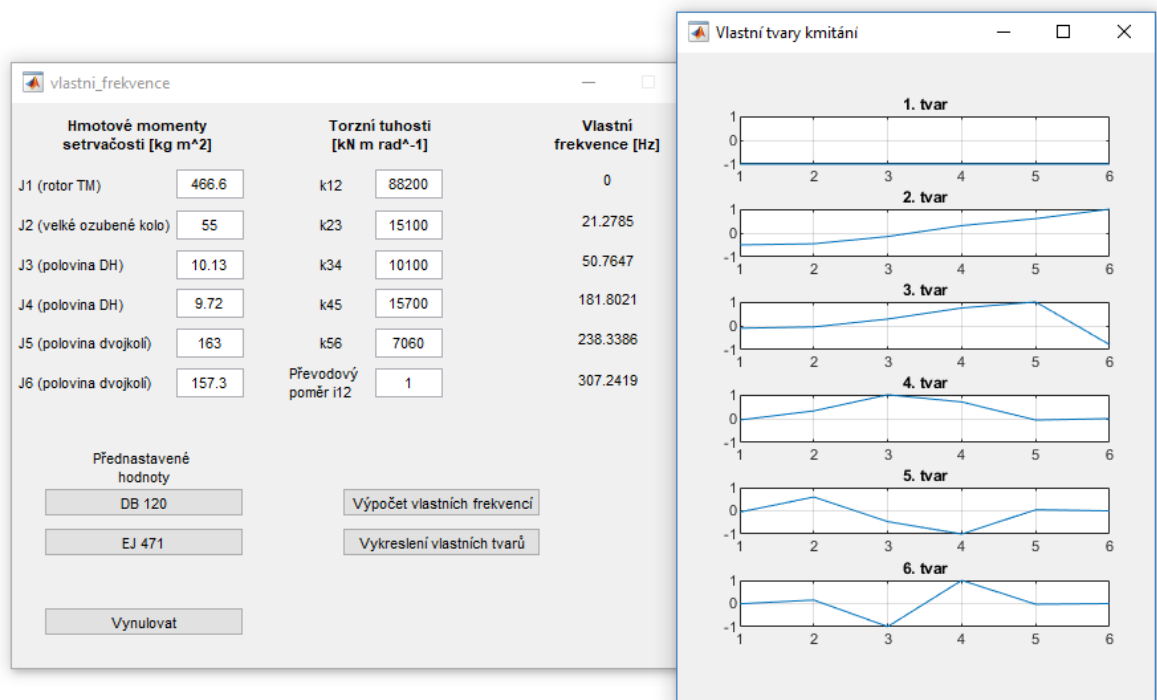 vlastni_frekvence
Hmotové momenty
setrvačosti [kg m^2]
Torzní tuhosti
[kN m rad^-1]
Vlastní
frekvence [Hz]
J1 (rotor TM) 466.6 k12 88200 0
J2 (velké ozubené kolo) 55 k23 15100 21.2785
J3 (polovina DH) 10.13 k34 10100 50.7647
J4 (polovina DH) 9.72 k45 15700 181.8021
J5 (polovina dvojkolí) 163 k56 7060 238.3386
J6 (polovina dvojkolí) 157.3 Převodový
poměr i12 1 307.2419
Přednastavené
hodnoty
DB 120
EJ 471
Vynulovat
Výpočet vlastních frekvencí
Vykreslení vlastních tvarů
Vlastní tvary kmitání
1. tvar
1
0
-1
1 2 3 4 5 6
2. tvar
1
0
-1
1 2 3 4 5 6
3. tvar
1
0
-1
1 2 3 4 5 6
4. tvar
1
0
-1
1 2 3 4 5 6
5. tvar
1
0
-1
1 2 3 4 5 6
6. tvar
1
0
-1
1 2 3 4 5 6